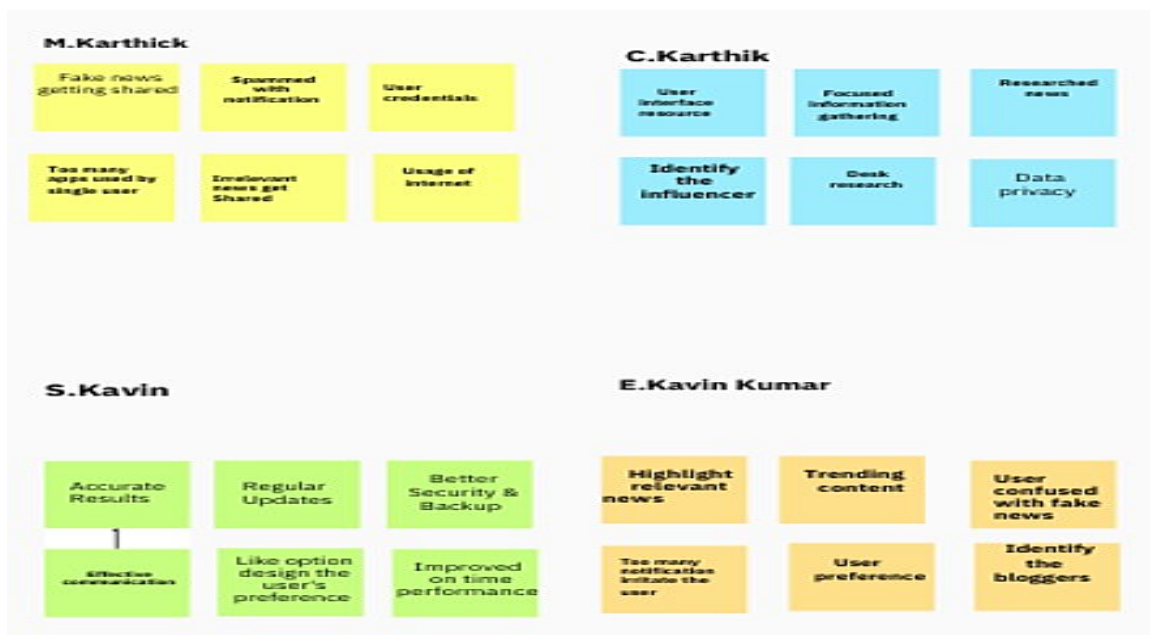 M.Karthick
Fake news
getting shared
Spammed
with
notification
User
credentials
Too many
apps used by
single user
Irrelevant
news get
Shared
Usage of
Internet
C.Karthik
User
Interface
resource
Focused
Information
gathering
Researched
news
Identify
the
influencer
Desk
research
Data
privacy
S.Kavin
Accurate
Results
Regular
Updates
Better
Security &
Backup
1
Effective
communication
Like option
design the
user's
preference
Improved
on time
performance
E.Kavin Kumar
Highlight
relevant
news
Trending
content
User
confused
with fake
news
Too many
notification
irritate the
user
User
preference
Identify
the
bloggers